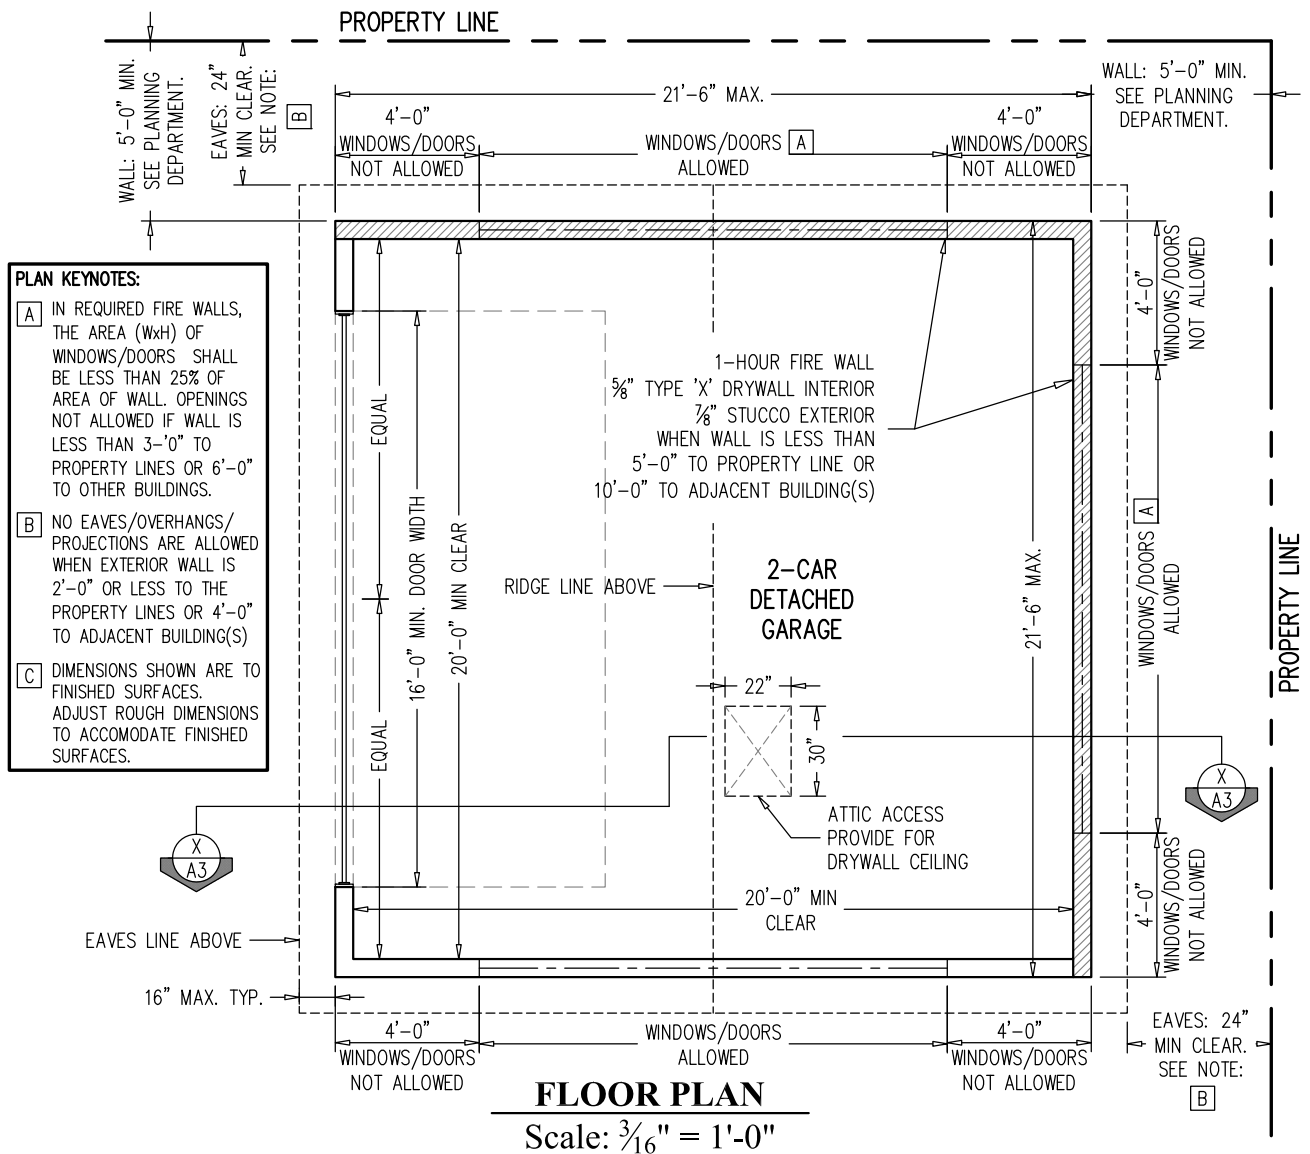 PROPERTY LINE
WALL: 5'-0" MIN.
SEE PLANNING
DEPARTMENT.
EAVES: 24"
MIN CLEAR.
SEE NOTE:
B
21'-6" MAX.
WALL: 5'-0" MIN.
SEE PLANNING
DEPARTMENT.
4'-0"
WINDOWS/DOORS
NOT ALLOWED
WINDOWS/DOORS A
ALLOWED
4'-0"
WINDOWS/DOORS
NOT ALLOWED
PLAN KEYNOTES:
A IN REQUIRED FIRE WALLS,
THE AREA (WxH) OF
WINDOWS/DOORS SHALL
BE LESS THAN 25% OF
AREA OF WALL. OPENINGS
NOT ALLOWED IF WALL IS
LESS THAN 3-'0" TO
PROPERTY LINES OR 6'-0"
TO OTHER BUILDINGS.
B NO EAVES/OVERHANGS/
PROJECTIONS ARE ALLOWED
WHEN EXTERIOR WALL IS
2'-0" OR LESS TO THE
PROPERTY LINES OR 4'-0"
TO ADJACENT BUILDING(S)
C DIMENSIONS SHOWN ARE TO
FINISHED SURFACES.
ADJUST ROUGH DIMENSIONS
TO ACCOMODATE FINISHED
SURFACES.
EQUAL
EQUAL
16'-0" MIN. DOOR WIDTH
20'-0" MIN CLEAR
1-HOUR FIRE WALL
⅝" TYPE 'X' DRYWALL INTERIOR
⅞" STUCCO EXTERIOR
WHEN WALL IS LESS THAN
5'-0" TO PROPERTY LINE OR
10'-0" TO ADJACENT BUILDING(S)
RIDGE LINE ABOVE
2-CAR
DETACHED
GARAGE
21'-6" MAX.
4'-0"
WINDOWS/DOORS
NOT ALLOWED
WINDOWS/DOORS A
ALLOWED
4'-0"
WINDOWS/DOORS
NOT ALLOWED
PROPERTY LINE
22"
30"
ATTIC ACCESS
PROVIDE FOR
DRYWALL CEILING
X
A3
X
A3
20'-0" MIN
CLEAR
EAVES LINE ABOVE
16" MAX. TYP.
4'-0"
WINDOWS/DOORS
NOT ALLOWED
WINDOWS/DOORS
ALLOWED
4'-0"
WINDOWS/DOORS
NOT ALLOWED
EAVES: 24"
MIN CLEAR.
SEE NOTE:
B
FLOOR PLAN
Scale: 3/16" = 1'-0"